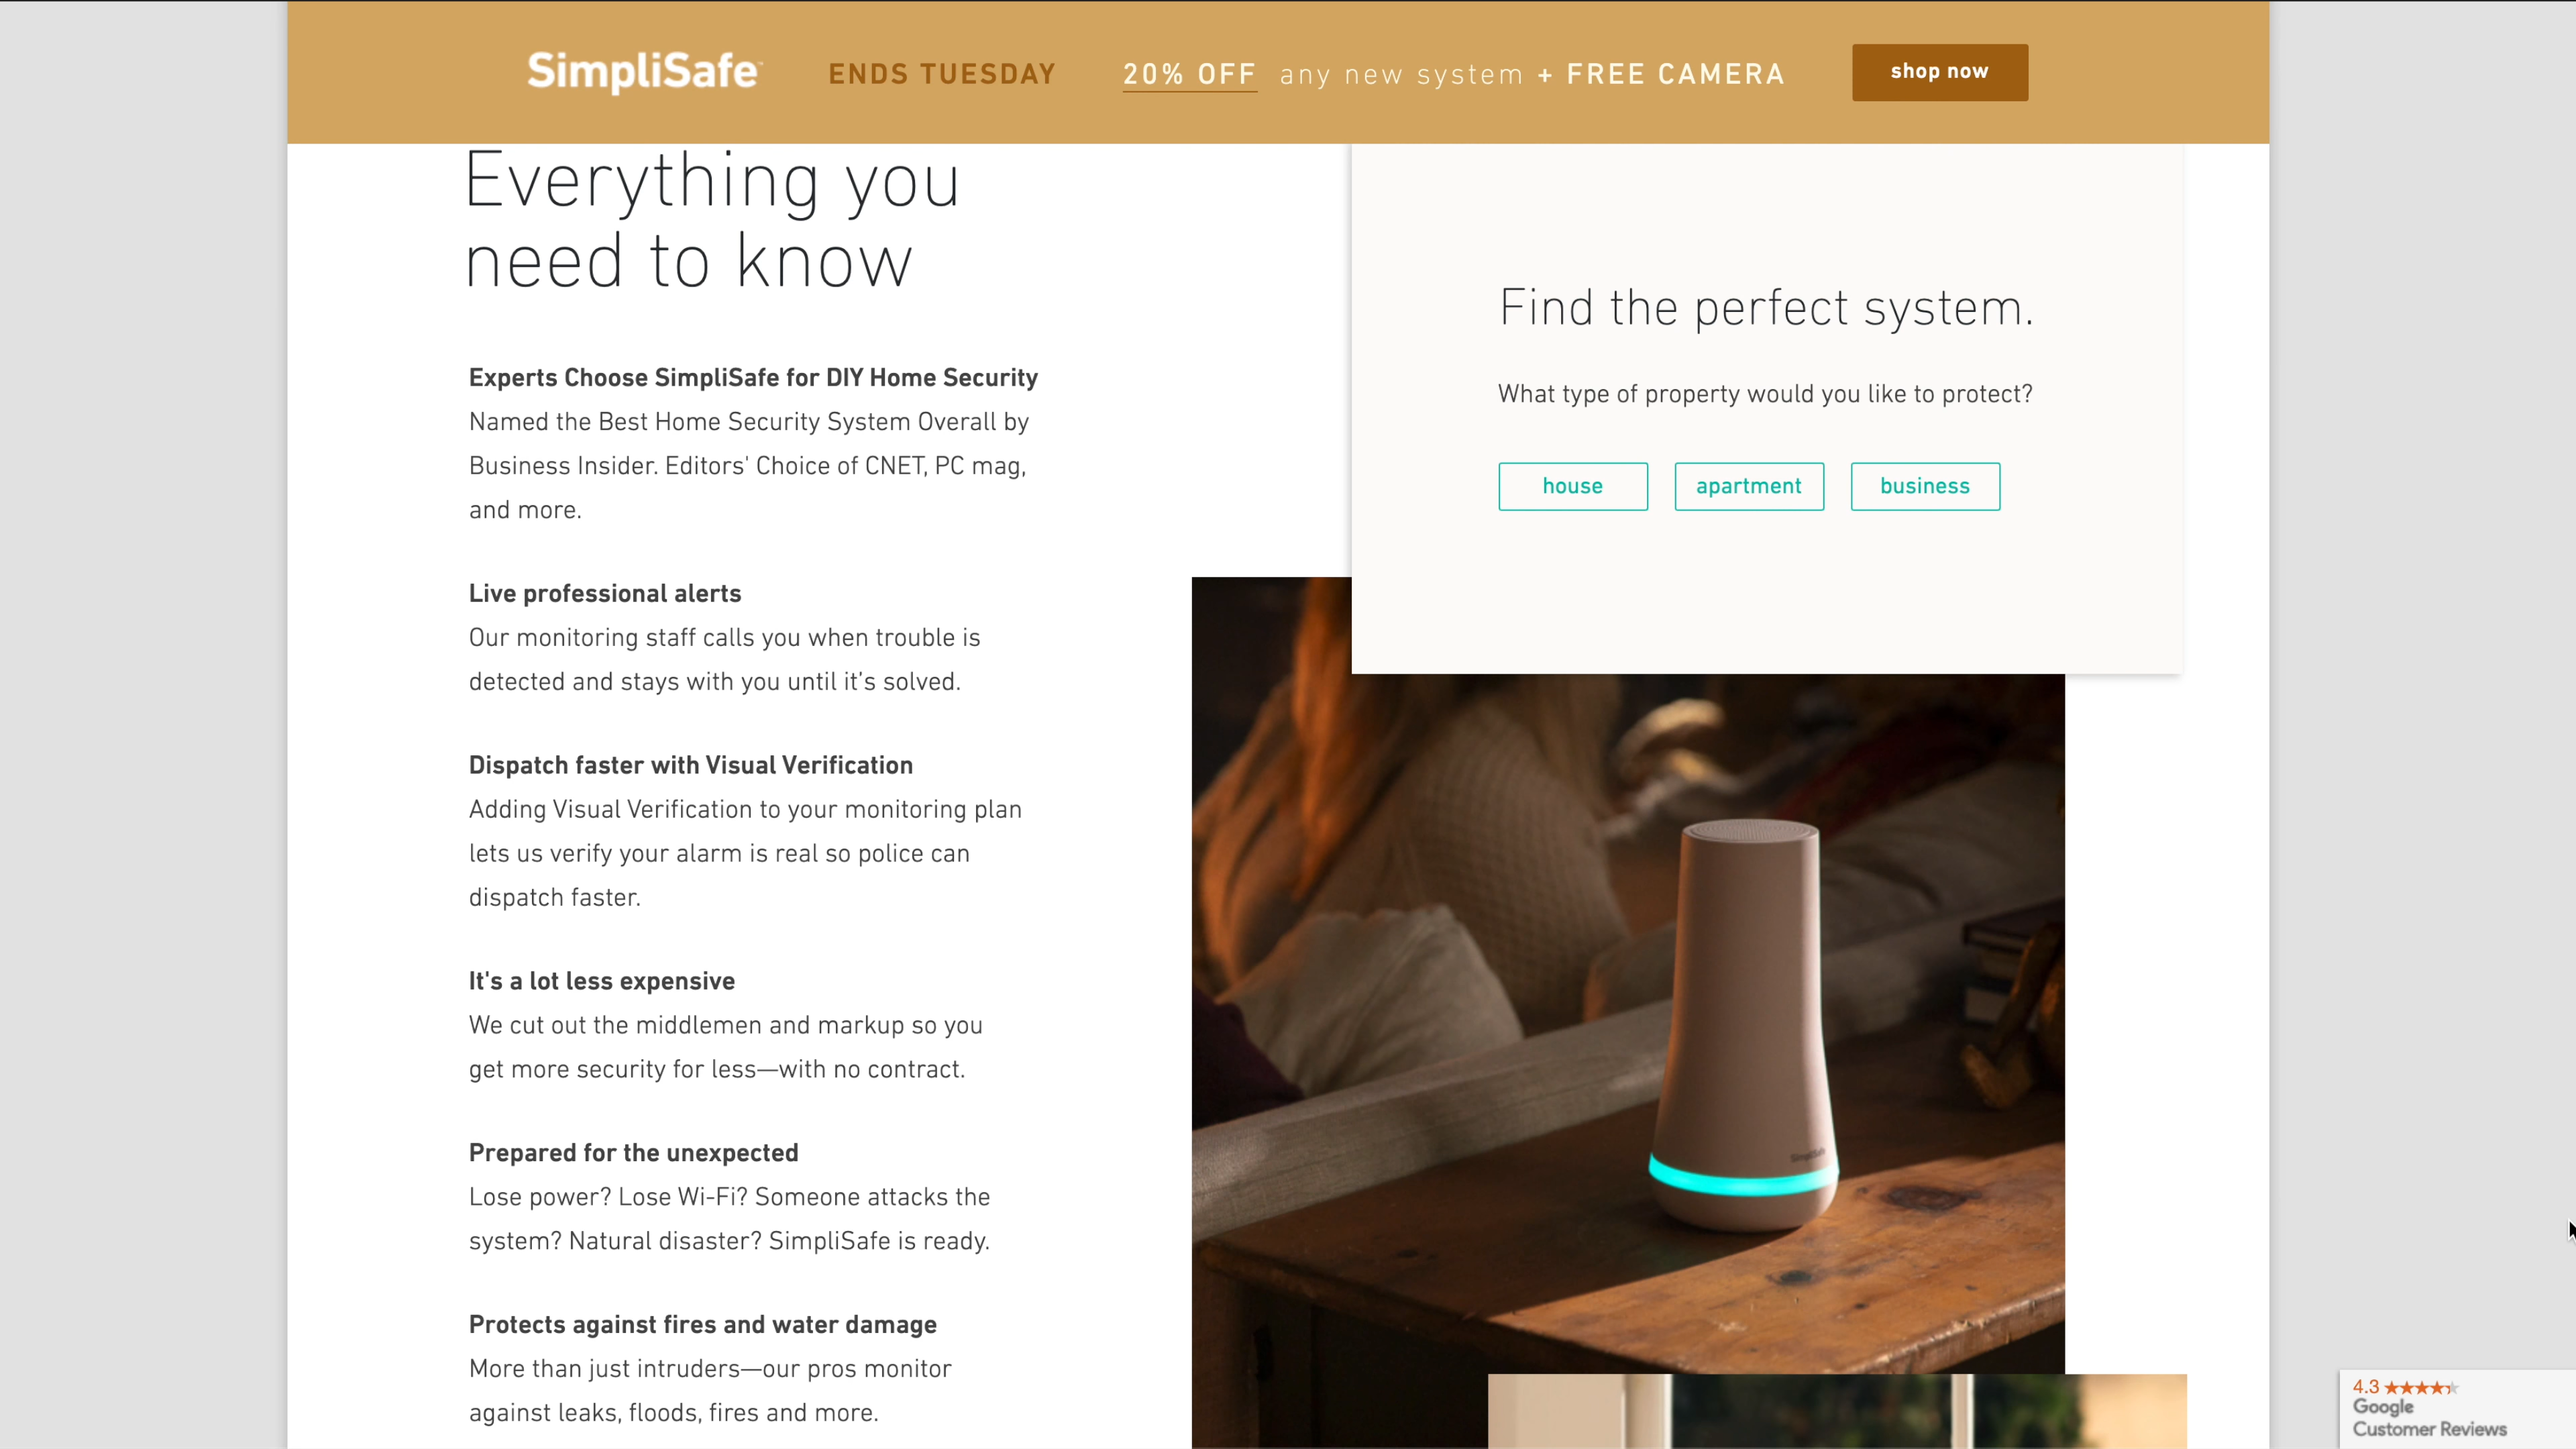 SimpliSafe™ ENDS TUESDAY 20% OFF any new system + FREE CAMERA shop now
Everything you
need to know
Experts Choose SimpliSafe for DIY Home Security
Named the Best Home Security System Overall by
Business Insider. Editors' Choice of CNET, PC mag,
and more.
Live professional alerts
Our monitoring staff calls you when trouble is
detected and stays with you until it’s solved.
Dispatch faster with Visual Verification
Adding Visual Verification to your monitoring plan
lets us verify your alarm is real so police can
dispatch faster.
It's a lot less expensive
We cut out the middlemen and markup so you
get more security for less—with no contract.
Prepared for the unexpected
Lose power? Lose Wi-Fi? Someone attacks the
system? Natural disaster? SimpliSafe is ready.
Protects against fires and water damage
More than just intruders—our pros monitor
against leaks, floods, fires and more.
Find the perfect system.
What type of property would you like to protect?
house apartment business
SimpliSafe
4.3
Google
Customer Reviews